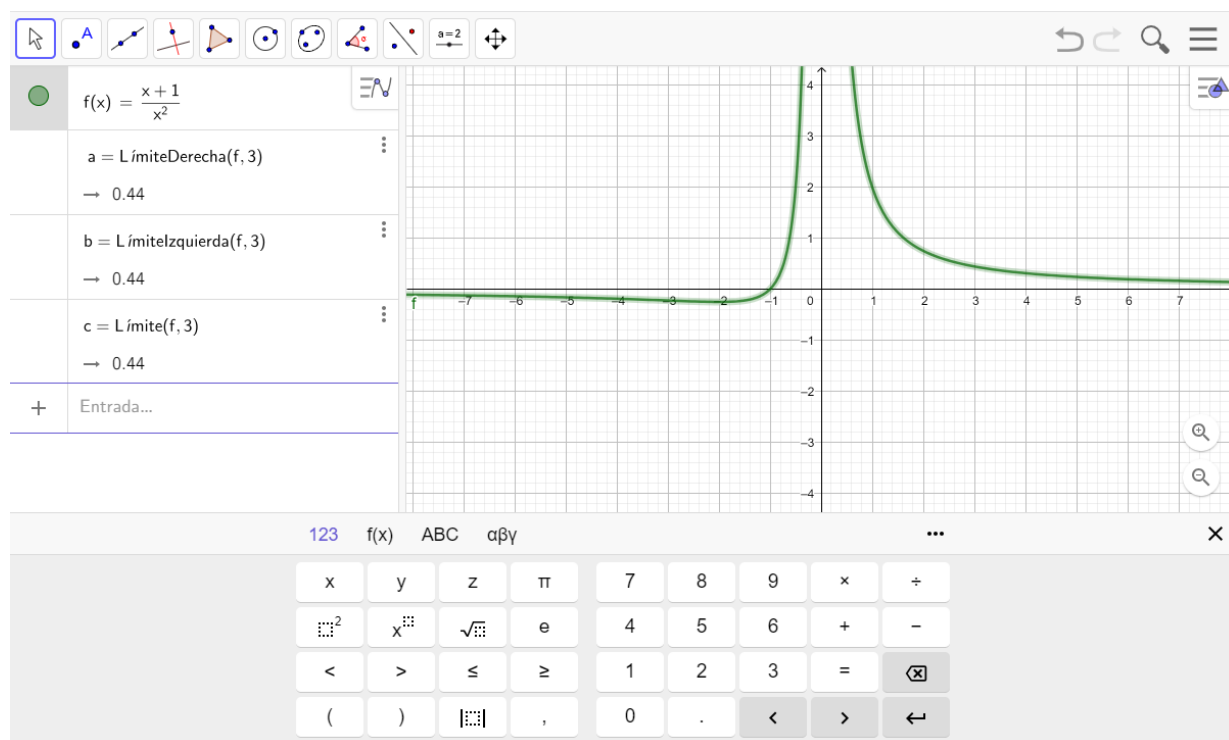 A
a=2
f(x) = x + 1 / x²
a = LímiteDerecha(f, 3)
→ 0.44
b = LímiteIzquierda(f, 3)
→ 0.44
c = Límite(f, 3)
→ 0.44
+ Entrada...
4
3
2
1
f –7 –6 –5 –4 –3 –2 –1 0 1 2 3 4 5 6 7
–1
–2
–3
–4
123 f(x) ABC αβγ ••• ×
x y z π 7 8 9 × ÷
² x √ e 4 5 6 + −
< > ≤ ≥ 1 2 3 =
( ) | | , 0 . < >